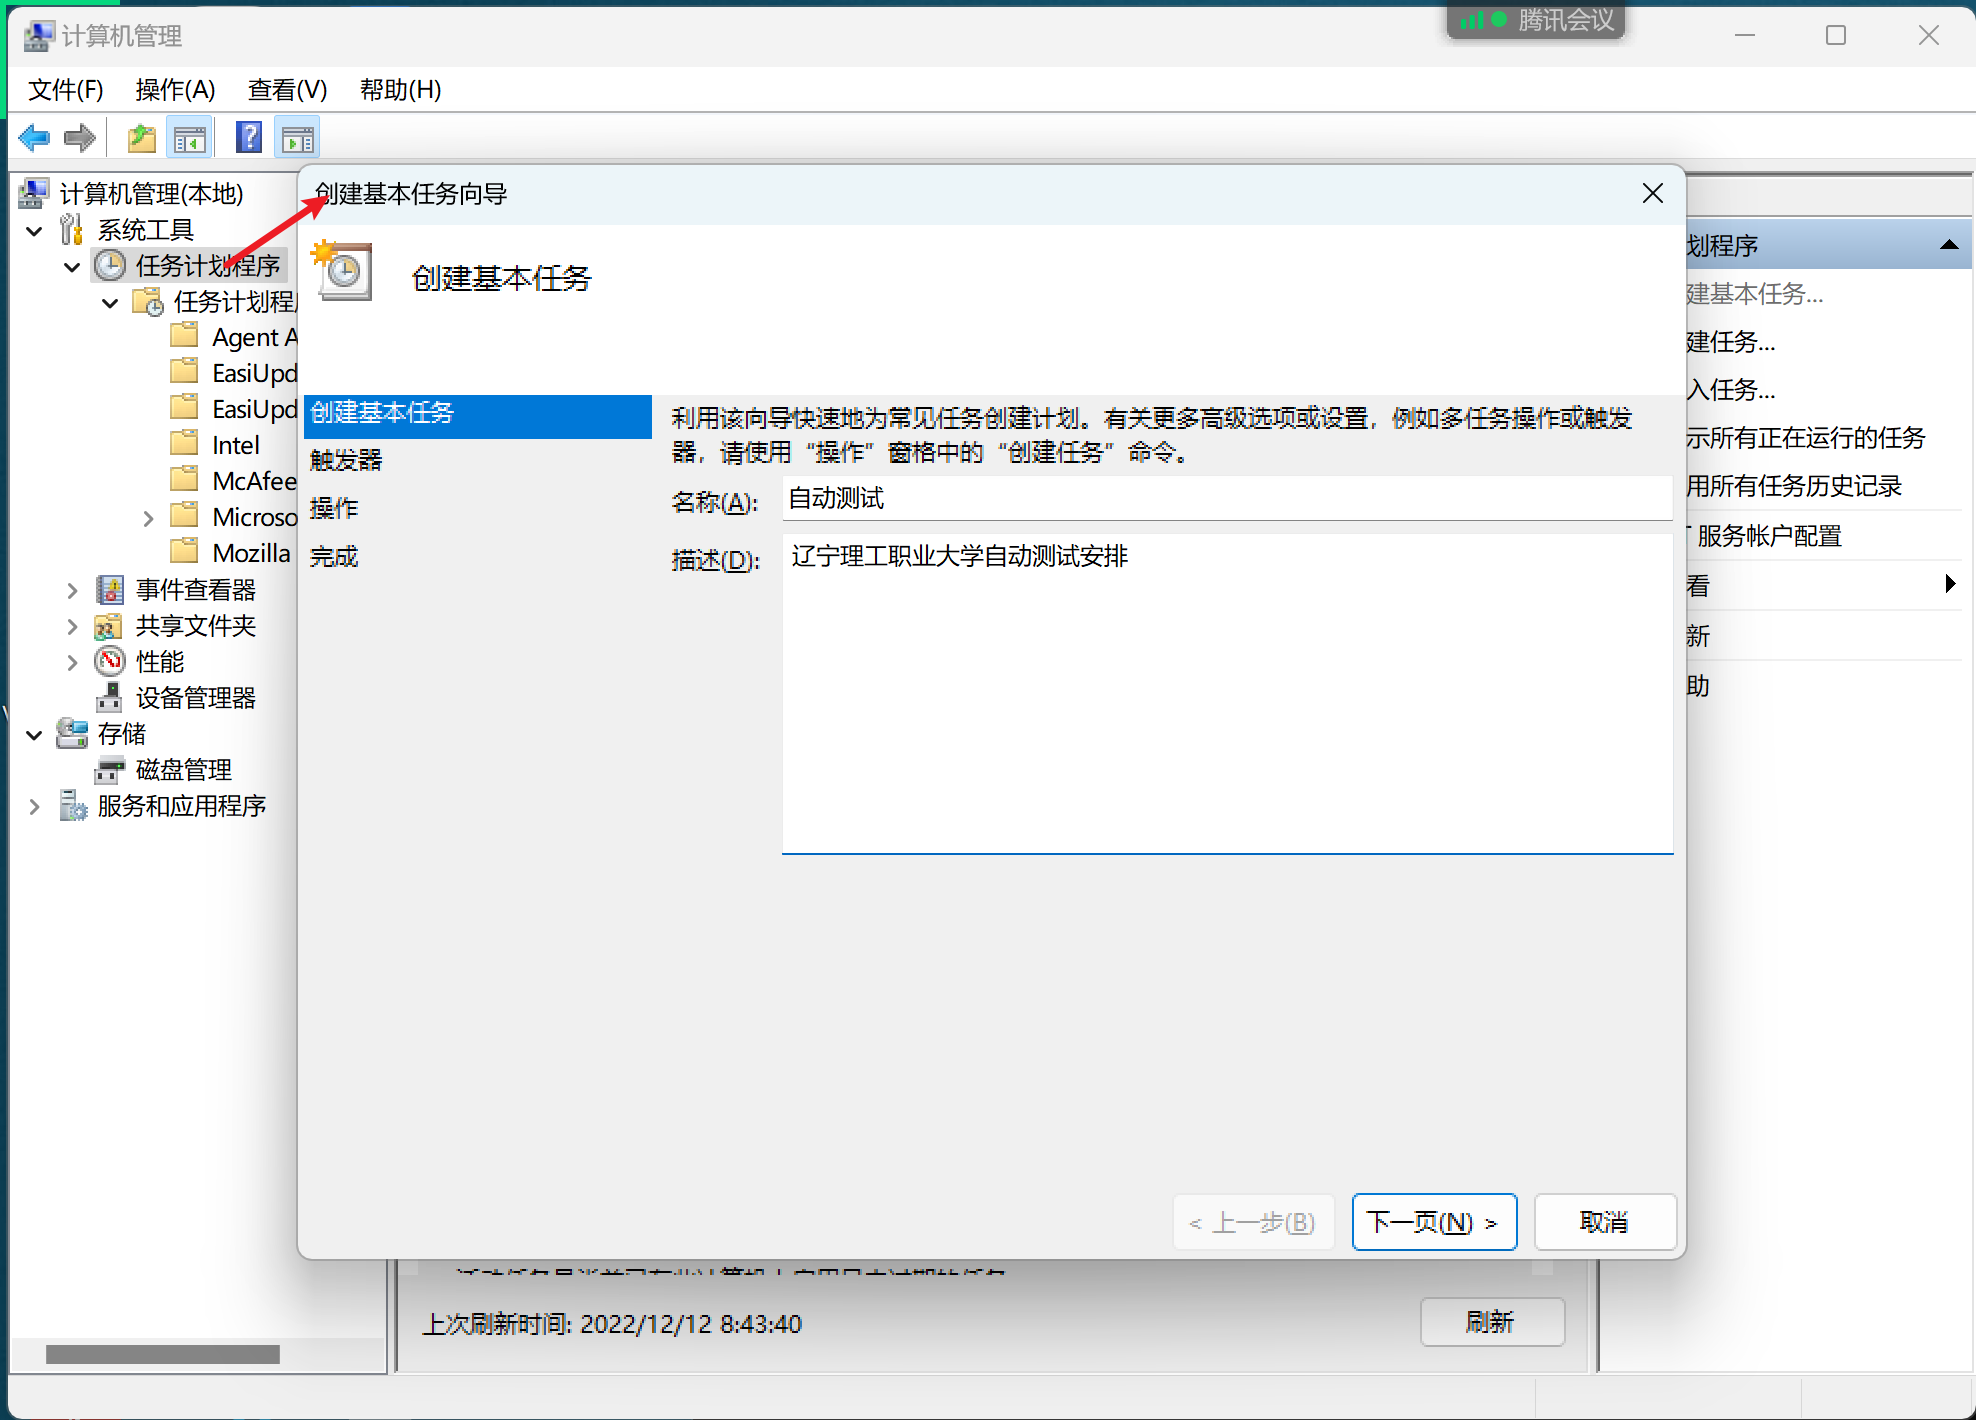 计算机管理
腾讯会议
文件(F) 操作(A) 查看(V) 帮助(H)
计算机管理(本地)
系统工具
任务计划程序
任务计划程
Agent A
EasiUpd
EasiUpd
Intel
McAfee
Microso
Mozilla
事件查看器
共享文件夹
性能
设备管理器
存储
磁盘管理
服务和应用程序
创建基本任务向导
创建基本任务
创建基本任务
触发器
操作
完成
利用该向导快速地为常见任务创建计划。有关更多高级选项或设置，例如多任务操作或触发
器，请使用“操作”窗格中的“创建任务”命令。
名称(A): 自动测试
描述(D): 辽宁理工职业大学自动测试安排
< 上一步(B) 下一页(N) > 取消
划程序
建基本任务...
建任务...
入任务...
示所有正在运行的任务
用所有任务历史记录
服务帐户配置
看
新
助
上次刷新时间: 2022/12/12 8:43:40
刷新